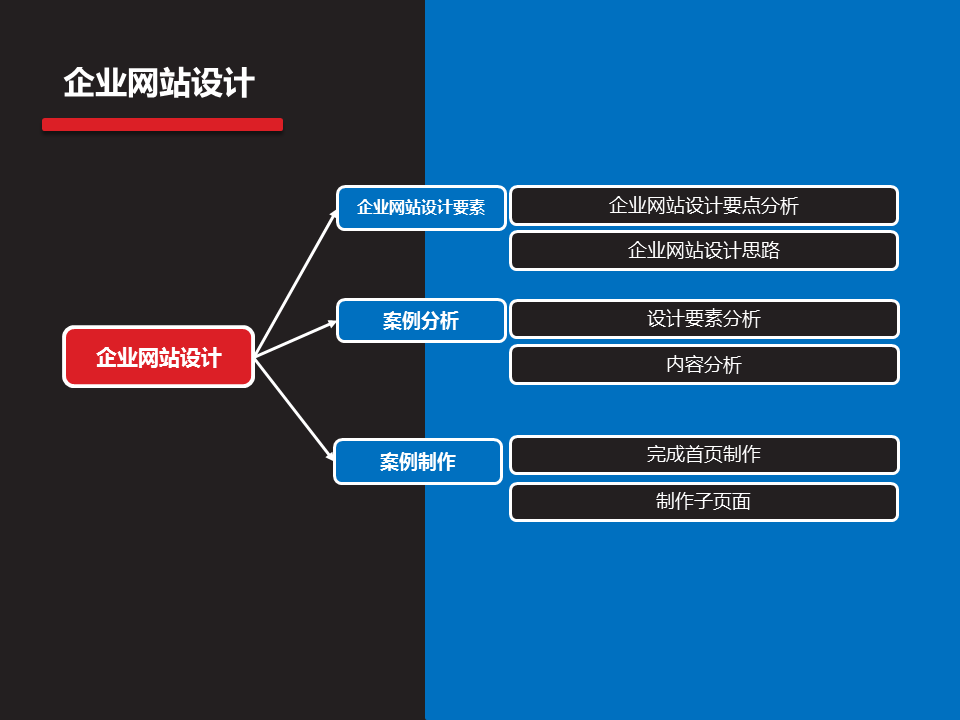 企业网站设计
企业网站设计
企业网站设计要素
企业网站设计要点分析
企业网站设计思路
案例分析
设计要素分析
内容分析
案例制作
完成首页制作
制作子页面